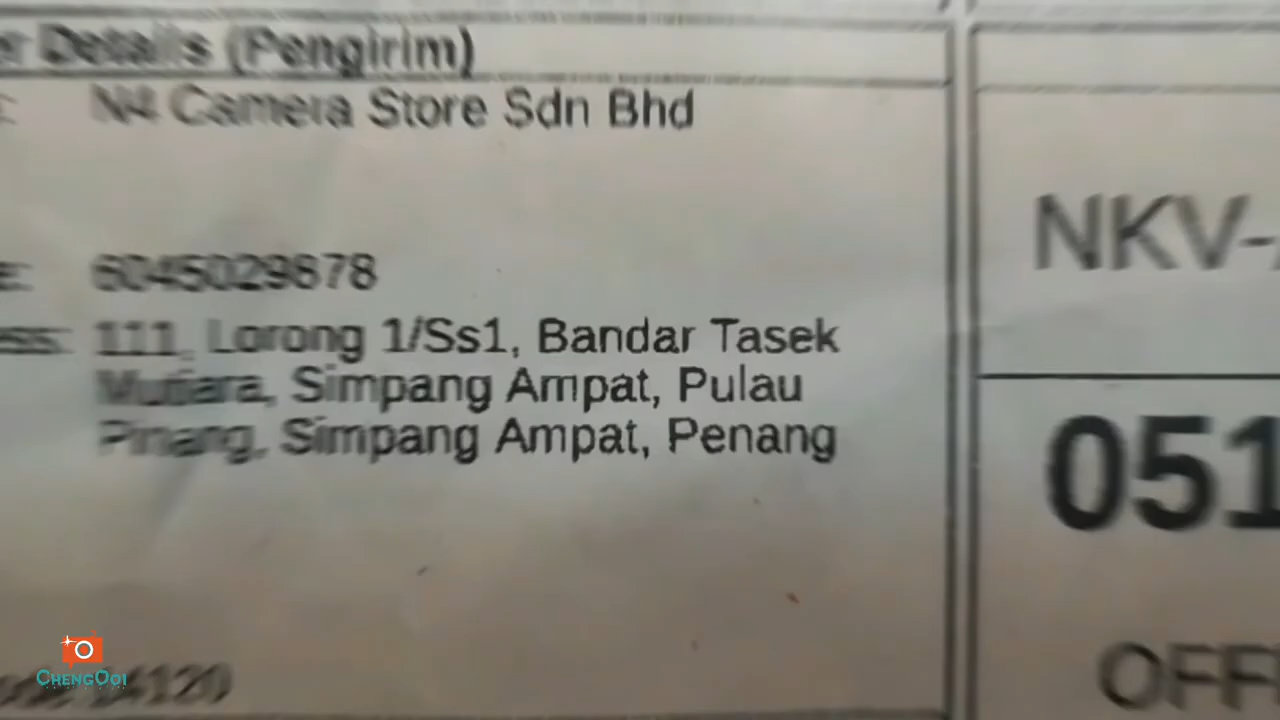 Details (Pengirim)
N4 Camera Store Sdn Bhd
6045029878
111, Lorong 1/Ss1, Bandar Tasek
Mutiara, Simpang Ampat, Pulau
Pinang, Simpang Ampat, Penang
14120
NKV-
051
OFF
CHENGOOI